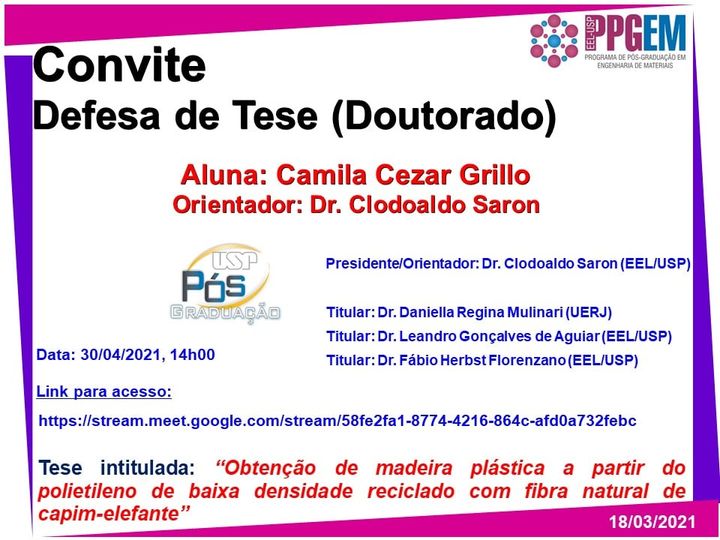 EEL-USP
PPGEM
PROGRAMA DE PÓS-GRADUAÇÃO EM
ENGENHARIA DE MATERIAIS
Convite
Defesa de Tese (Doutorado)
Aluna: Camila Cezar Grillo
Orientador: Dr. Clodoaldo Saron
USP
Pós
GRADUAÇÃO
Presidente/Orientador: Dr. Clodoaldo Saron (EEL/USP)
Titular: Dr. Daniella Regina Mulinari (UERJ)
Titular: Dr. Leandro Gonçalves de Aguiar (EEL/USP)
Titular: Dr. Fábio Herbst Florenzano (EEL/USP)
Data: 30/04/2021, 14h00
Link para acesso:
https://stream.meet.google.com/stream/58fe2fa1-8774-4216-864c-afd0a732febc
Tese intitulada: “Obtenção de madeira plástica a partir do
polietileno de baixa densidade reciclado com fibra natural de
capim-elefante”
18/03/2021